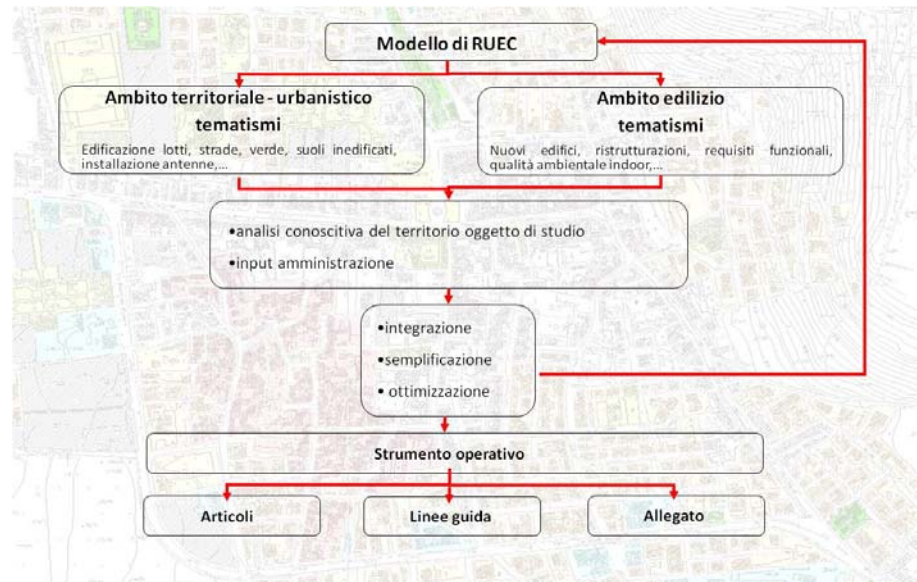 Modello di RUEC
Ambito territoriale - urbanistico
tematismi
Edificazione lotti, strade, verde, suoli inedificati,
installazione antenne,...
Ambito edilizio
tematismi
Nuovi edifici, ristrutturazioni, requisiti funzionali,
qualità ambientale indoor,...
•analisi conoscitiva del territorio oggetto di studio
•input amministrazione
•integrazione
•semplificazione
• ottimizzazione
Strumento operativo
Articoli
Linee guida
Allegato